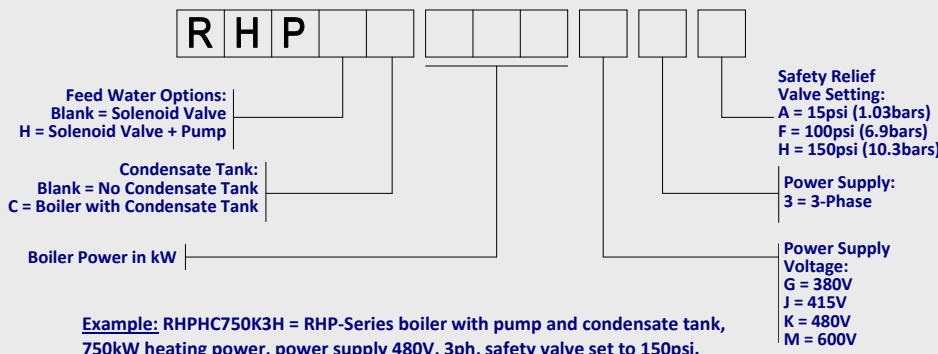 R H P
Feed Water Options:
Blank = Solenoid Valve
H = Solenoid Valve + Pump
Condensate Tank:
Blank = No Condensate Tank
C = Boiler with Condensate Tank
Boiler Power in kW
Safety Relief
Valve Setting:
A = 15psi (1.03bars)
F = 100psi (6.9bars)
H = 150psi (10.3bars)
Power Supply:
3 = 3-Phase
Power Supply
Voltage:
G = 380V
J = 415V
K = 480V
M = 600V
Example: RHPHC750K3H = RHP-Series boiler with pump and condensate tank,
750kW heating power, power supply 480V, 3ph, safety valve set to 150psi.